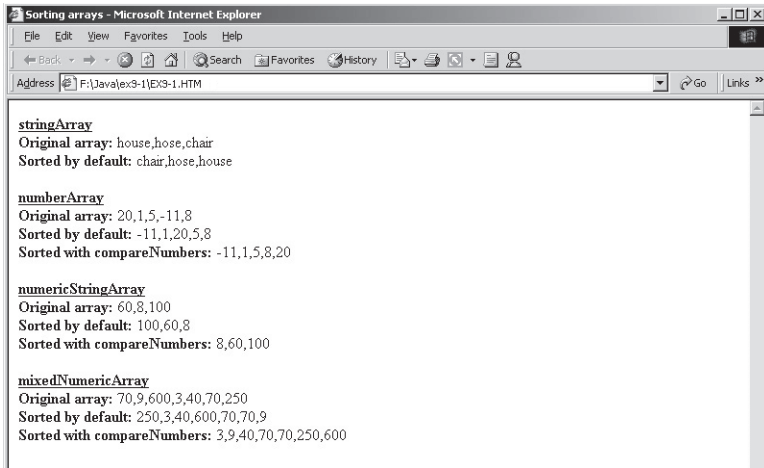 Sorting arrays - Microsoft Internet Explorer
File Edit View Favorites Tools Help
Back Search Favorites History
Address F:\Java\ex9-1\EX9-1.HTM Go Links »
stringArray
Original array: house,hose,chair
Sorted by default: chair,hose,house
numberArray
Original array: 20,1,5,-11,8
Sorted by default: -11,1,20,5,8
Sorted with compareNumbers: -11,1,5,8,20
numericStringArray
Original array: 60,8,100
Sorted by default: 100,60,8
Sorted with compareNumbers: 8,60,100
mixedNumericArray
Original array: 70,9,600,3,40,70,250
Sorted by default: 250,3,40,600,70,70,9
Sorted with compareNumbers: 3,9,40,70,70,250,600